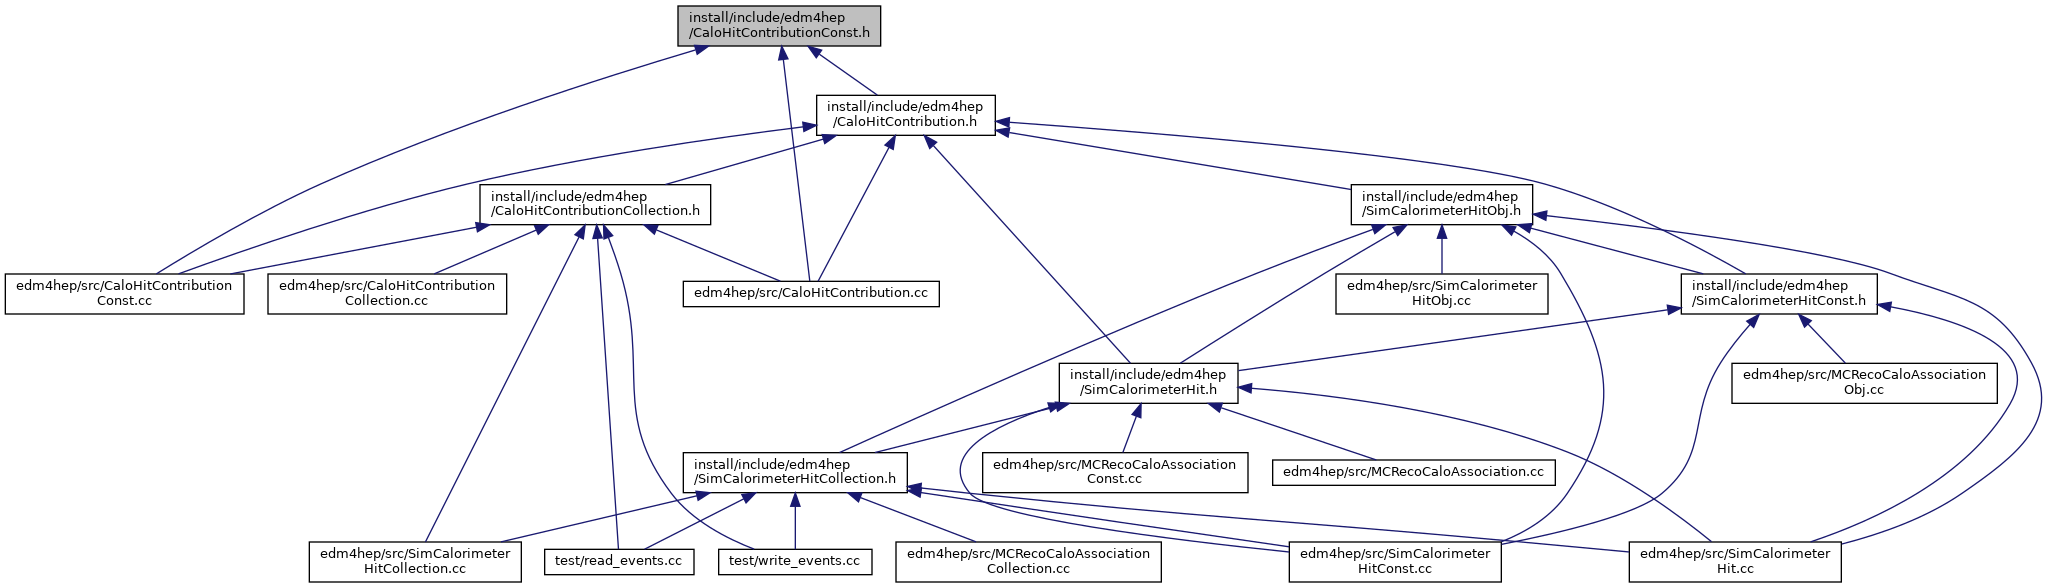 install/include/edm4hep
/CaloHitContributionConst.h
install/include/edm4hep
/CaloHitContribution.h
install/include/edm4hep
/CaloHitContributionCollection.h
install/include/edm4hep
/SimCalorimeterHitObj.h
edm4hep/src/CaloHitContribution
Const.cc
edm4hep/src/CaloHitContribution
Collection.cc
edm4hep/src/CaloHitContribution.cc
edm4hep/src/SimCalorimeter
HitObj.cc
install/include/edm4hep
/SimCalorimeterHitConst.h
install/include/edm4hep
/SimCalorimeterHit.h
edm4hep/src/MCRecoCaloAssociation
Obj.cc
install/include/edm4hep
/SimCalorimeterHitCollection.h
edm4hep/src/MCRecoCaloAssociation
Const.cc
edm4hep/src/MCRecoCaloAssociation.cc
edm4hep/src/SimCalorimeter
HitCollection.cc
test/read_events.cc
test/write_events.cc
edm4hep/src/MCRecoCaloAssociation
Collection.cc
edm4hep/src/SimCalorimeter
HitConst.cc
edm4hep/src/SimCalorimeter
Hit.cc